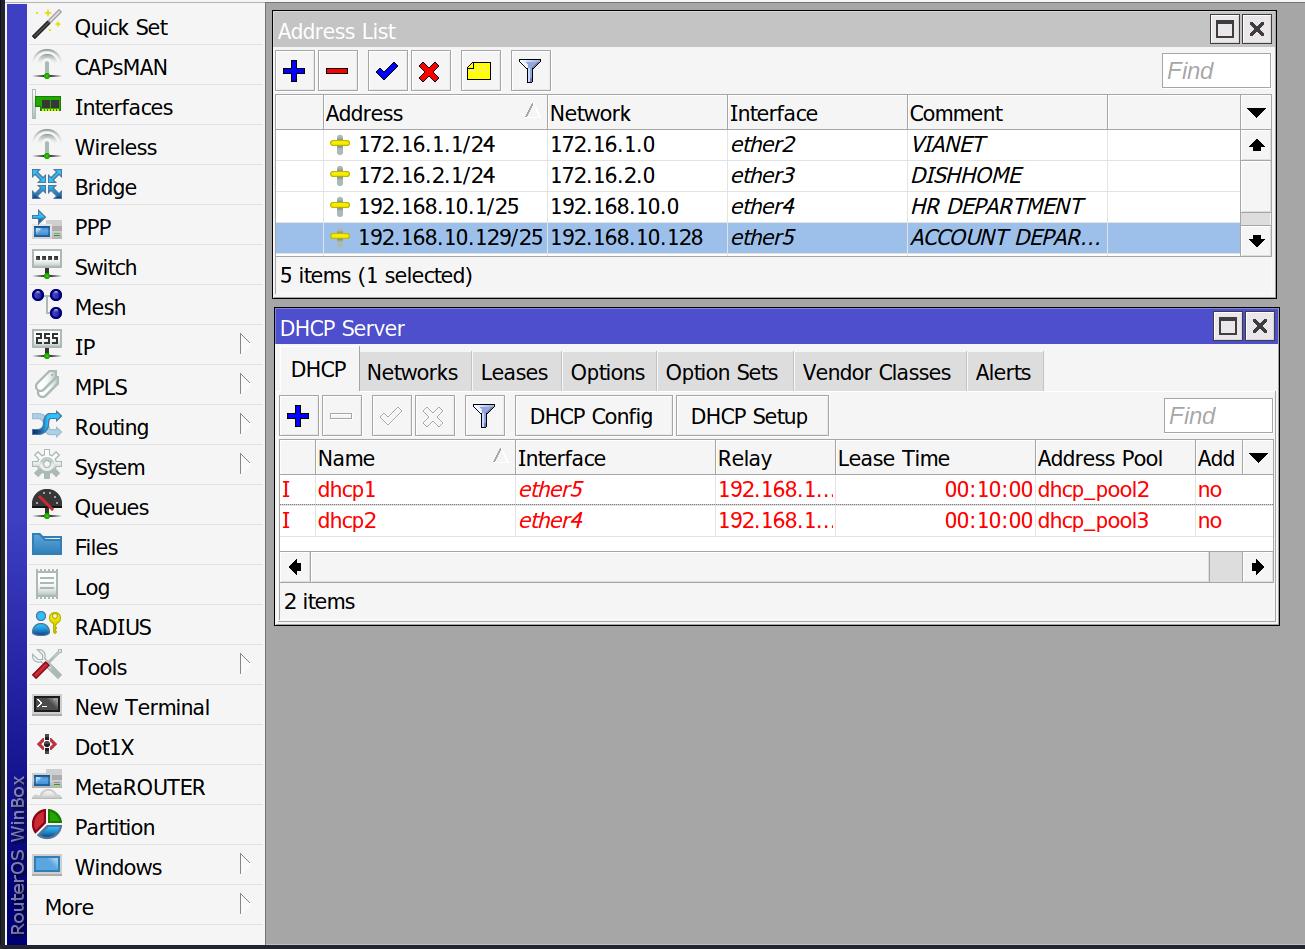 Quick Set
CAPsMAN
Interfaces
Wireless
Bridge
PPP
Switch
Mesh
255
IP
MPLS
Routing
System
Queues
Files
Log
RADIUS
Tools
New Terminal
Dot1X
MetaROUTER
Partition
Windows
More
RouterOS WinBox
Address List
Find
Address Network Interface Comment
172.16.1.1/24 172.16.1.0 ether2 VIANET
172.16.2.1/24 172.16.2.0 ether3 DISHHOME
192.168.10.1/25 192.168.10.0 ether4 HR DEPARTMENT
192.168.10.129/25 192.168.10.128 ether5 ACCOUNT DEPAR...
5 items (1 selected)
DHCP Server
DHCP Networks Leases Options Option Sets Vendor Classes Alerts
DHCP Config DHCP Setup Find
Name Interface Relay Lease Time Address Pool Add
I dhcp1 ether5 192.168.1... 00:10:00 dhcp_pool2 no
I dhcp2 ether4 192.168.1... 00:10:00 dhcp_pool3 no
2 items